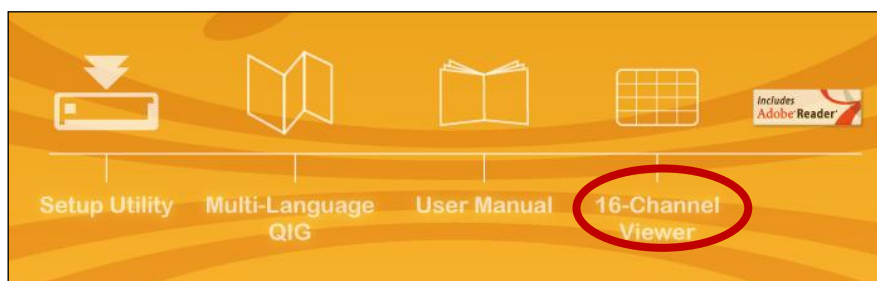 Includes
Adobe Reader
Setup Utility
Multi-Language
QIG
User Manual
16-Channel
Viewer